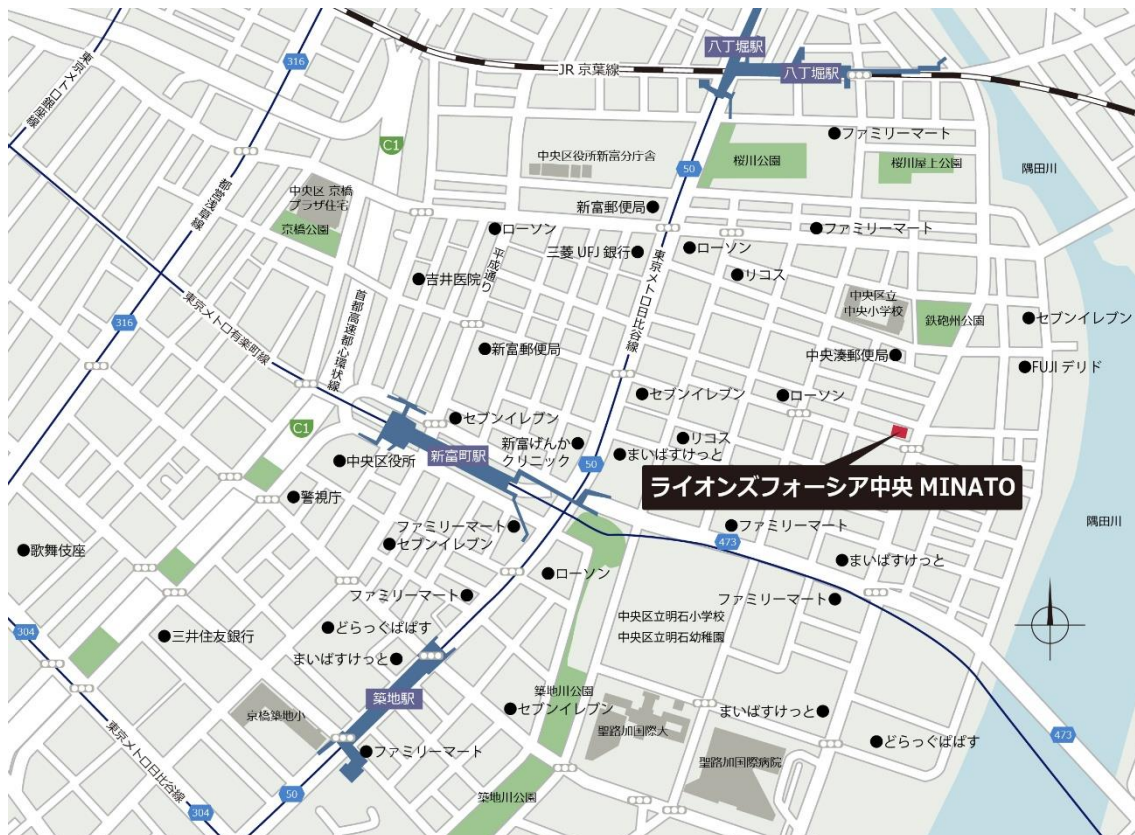 八丁堀駅
316
JR 京葉線
八丁堀駅
東京メトロ銀座線
C1
中央区役所新富分庁舎
50
桜川公園
ファミリーマート
桜川屋上公園
隅田川
中央区 京橋
プラザ住宅
都営浅草線
京橋公園
新富郵便局
ローソン
三菱 UFJ 銀行
ローソン
ファミリーマート
吉井医院
平成通り
東京メトロ日比谷線
リコス
中央区立
中央小学校
鉄砲州公園
セブンイレブン
316
東京メトロ有楽町線
首都高速都心環状線
新富郵便局
中央湊郵便局
FUJI デリド
セブンイレブン
ローソン
C1
セブンイレブン
新富げんか
クリニック
リコス
中央区役所
新富町駅
50
まいばすけっと
ライオンズフォーシア中央 MINATO
警視庁
ファミリーマート
セブンイレブン
ファミリーマート
473
隅田川
歌舞伎座
ローソン
まいばすけっと
ファミリーマート
ファミリーマート
304
三井住友銀行
どらっぐぱぱす
中央区立明石小学校
中央区立明石幼稚園
まいばすけっと
築地駅
築地川公園
セブンイレブン
まいばすけっと
京橋築地小
聖路加国際大
473
東京メトロ日比谷線
ファミリーマート
どらっぐぱぱす
聖路加国際病院
50
築地川公園
304